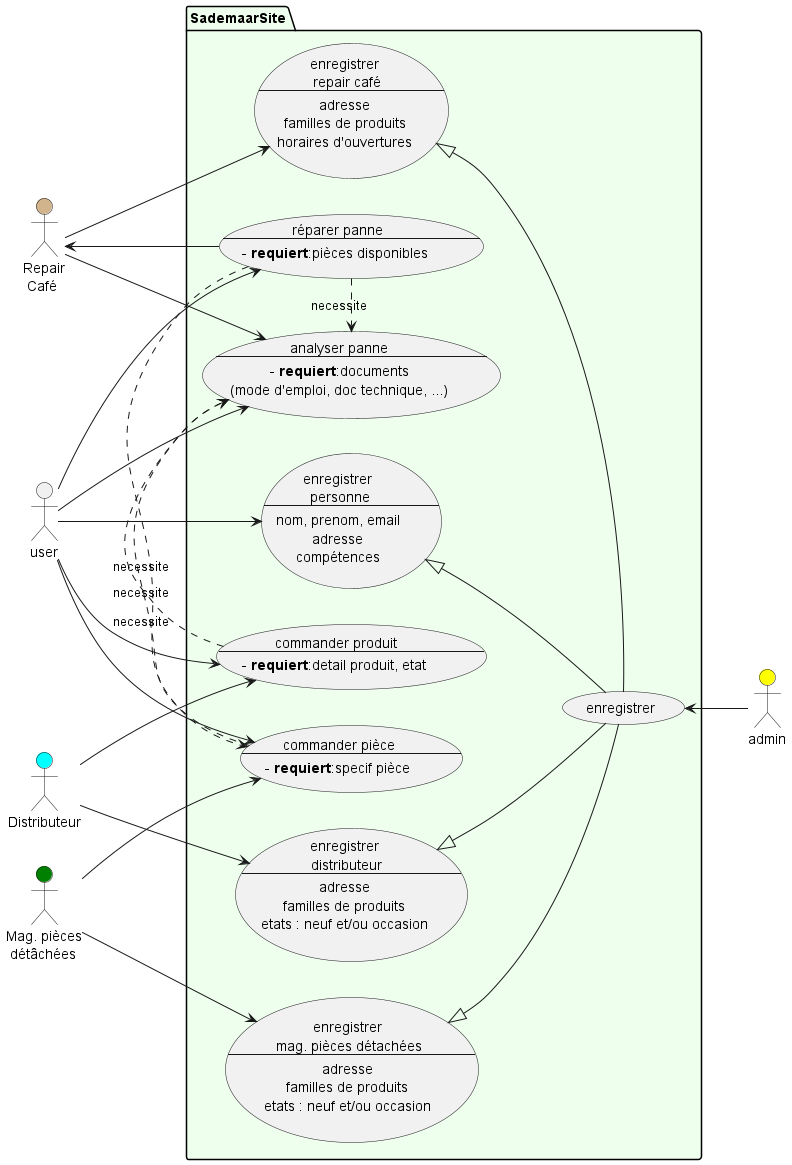 SademaarSite
enregistrer
repair café
adresse
familles de produits
horaires d'ouvertures
Repair
Café
réparer panne
- requiert:pièces disponibles
necessite
analyser panne
- requiert:documents
(mode d'emploi, doc technique, ...)
user
enregistrer
personne
nom, prenom, email
adresse
compétences
necessite
necessite
necessite
commander produit
- requiert:detail produit, etat
enregistrer
admin
commander pièce
- requiert:specif pièce
Distributeur
enregistrer
distributeur
adresse
familles de produits
etats : neuf et/ou occasion
Mag. pièces
détâchées
enregistrer
mag. pièces détachées
adresse
familles de produits
etats : neuf et/ou occasion